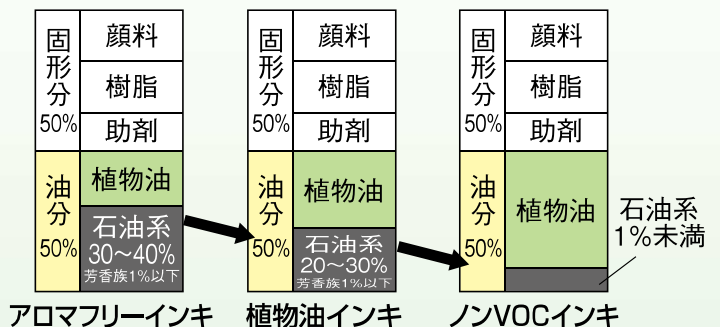 固形分
50%
顔料
樹脂
助剤
油分
50%
植物油
石油系
30～40%
芳香族1%以下
アロマフリーインキ
固形分
50%
顔料
樹脂
助剤
油分
50%
植物油
石油系
20～30%
芳香族1%以下
植物油インキ
固形分
50%
顔料
樹脂
助剤
油分
50%
植物油
石油系
1%未満
ノンVOCインキ